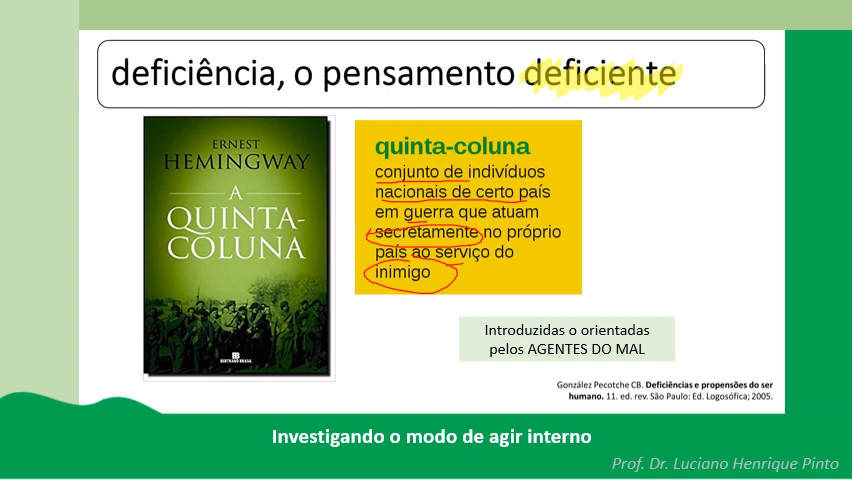 deficiência, o pensamento deficiente
ERNEST
HEMINGWAY
A
QUINTA-
COLUNA
BERTRAND BRASIL
quinta-coluna
conjunto de indivíduos
nacionais de certo país
em guerra que atuam
secretamente no próprio
país ao serviço do
inimigo
Introduzidas o orientadas
pelos AGENTES DO MAL
González Pecotche CB. Deficiências e propensões do ser
humano. 11. ed. rev. São Paulo: Ed. Logosófica; 2005.
Investigando o modo de agir interno
Prof. Dr. Luciano Henrique Pinto